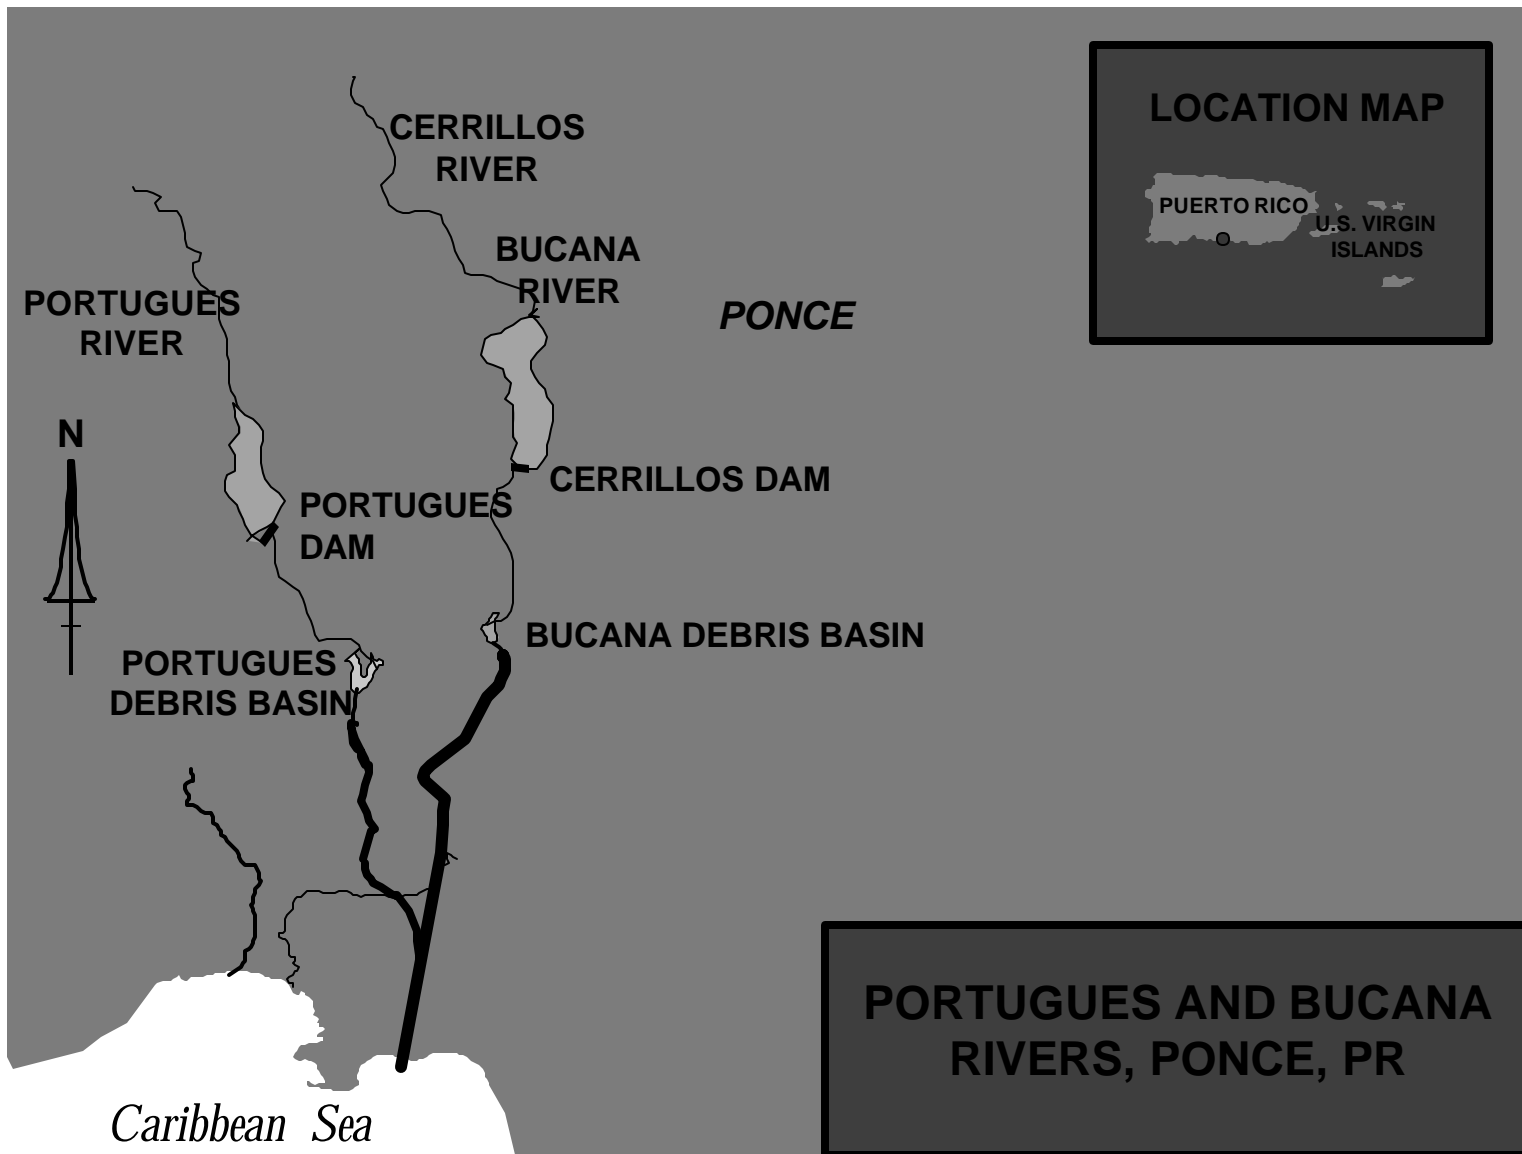 CERRILLOS
RIVER
LOCATION MAP
PUERTO RICO
U.S. VIRGIN
ISLANDS
BUCANA
RIVER
PORTUGUES
RIVER
PONCE
N
CERRILLOS DAM
PORTUGUES
DAM
BUCANA DEBRIS BASIN
PORTUGUES
DEBRIS BASIN
PORTUGUES AND BUCANA
RIVERS, PONCE, PR
Caribbean Sea